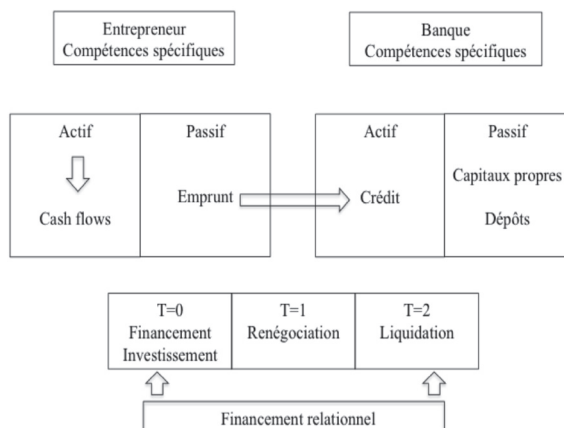 Entrepreneur
Compétences spécifiques
Banque
Compétences spécifiques
Actif
Cash flows
Passif
Emprunt
Actif
Crédit
Passif
Capitaux propres
Dépôts
T=0
Financement
Investissement
T=1
Renégociation
T=2
Liquidation
Financement relationnel